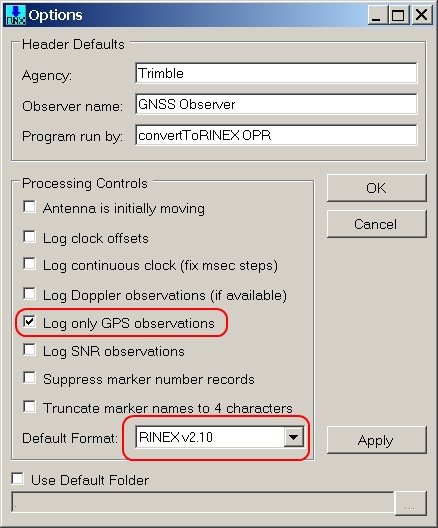 Options
Header Defaults
Agency: Trimble
Observer name: GNSS Observer
Program run by: convertToRINEX OPR
Processing Controls
OK
Antenna is initially moving
Cancel
Log clock offsets
Log continuous clock (fix msec steps)
Log Doppler observations (if available)
Log only GPS observations
Log SNR observations
Suppress marker number records
Truncate marker names to 4 characters
Default Format: RINEX v2.10
Apply
Use Default Folder
...